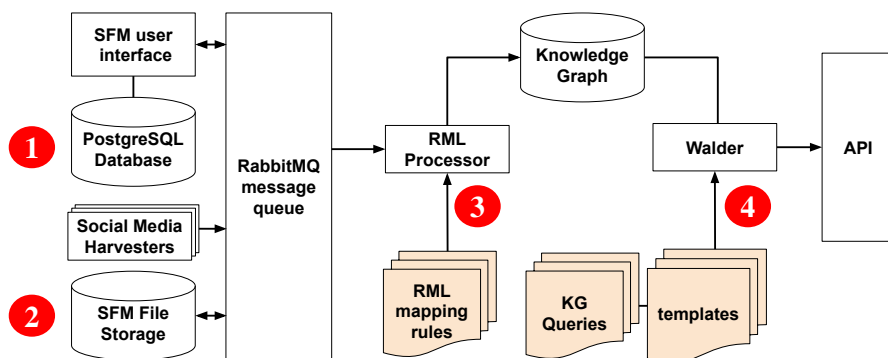 SFM user
interface
1
PostgreSQL
Database
Social Media
Harvesters
2
SFM File
Storage
RabbitMQ
message
queue
RML
Processor
3
RML
mapping
rules
Knowledge
Graph
KG
Queries
templates
4
Walder
API